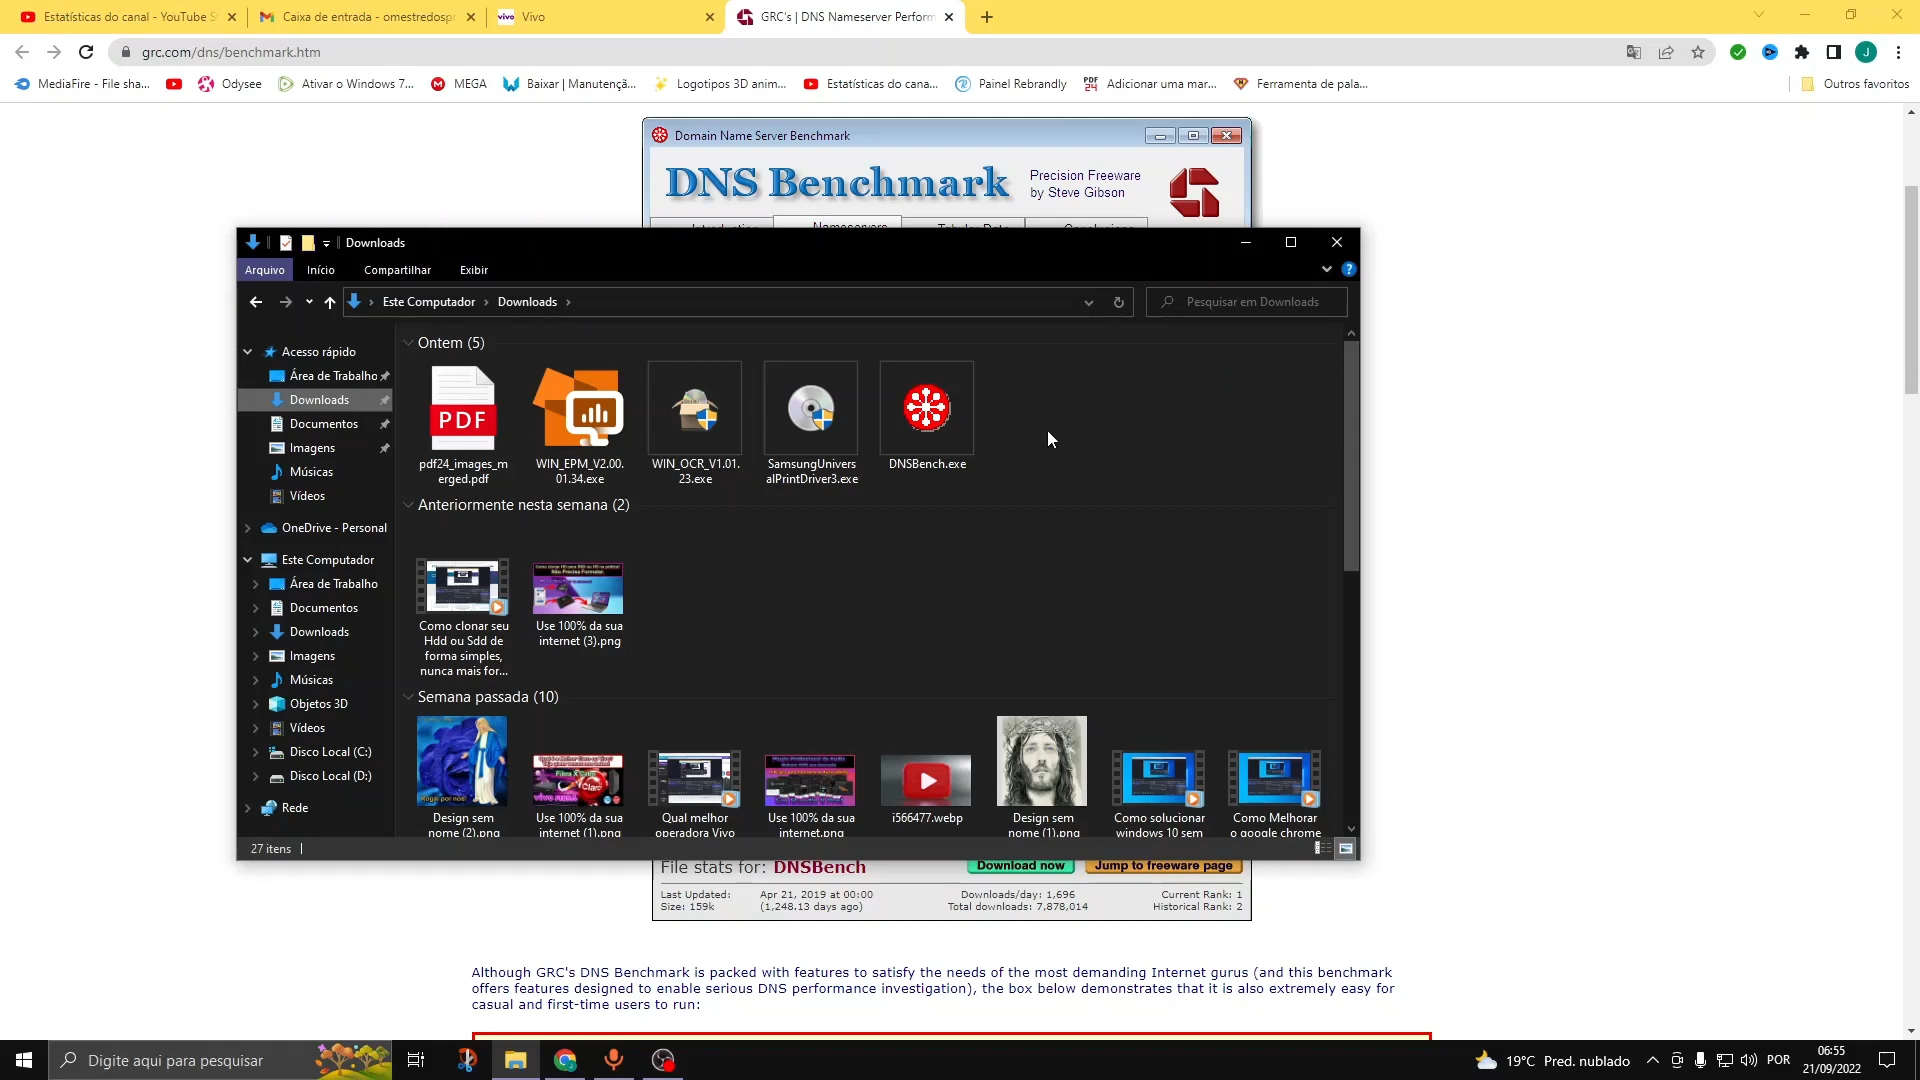 Estatísticas do canal - YouTube S
Caixa de entrada - omestredospr
vivo Vivo
GRC's | DNS Nameserver Perform
grc.com/dns/benchmark.htm
J
MediaFire - File sha...
Odysee
Ativar o Windows 7...
MEGA
Baixar | Manutençã...
Logotipos 3D anim...
Estatísticas do cana...
Painel Rebrandly
PDF 24 Adicionar uma mar...
Ferramenta de pala...
Outros favoritos
Domain Name Server Benchmark
DNS Benchmark
Precision Freeware
by Steve Gibson
Introduction Nameservers Tabular Data Conclusions
Downloads
Arquivo Início Compartilhar Exibir
Este Computador Downloads
Pesquisar em Downloads
Acesso rápido
Área de Trabalho
Downloads
Documentos
Imagens
Músicas
Vídeos
OneDrive - Personal
Este Computador
Área de Trabalho
Documentos
Downloads
Imagens
Músicas
Objetos 3D
Vídeos
Disco Local (C:)
Disco Local (D:)
Rede
Ontem (5)
PDF
pdf24_images_m
erged.pdf
WIN_EPM_V2.00.
01.34.exe
WIN_OCR_V1.01.
23.exe
SamsungUnivers
alPrintDriver3.exe
DNSBench.exe
Anteriormente nesta semana (2)
Como clonar seu
Hdd ou Sdd de
forma simples,
nunca mais for...
Use 100% da sua
internet (3).png
Semana passada (10)
Design sem
nome (2).png
Use 100% da sua
internet (1).png
Qual melhor
operadora Vivo
Use 100% da sua
internet.png
i566477.webp
Design sem
nome (1).png
Como solucionar
windows 10 sem
Como Melhorar
o google chrome
27 itens
File stats for: DNSBench
Download now
Jump to freeware page
Last Updated: Apr 21, 2019 at 00:00 Downloads/day: 1,696 Current Rank: 1
Size: 159k (1,248.13 days ago) Total downloads: 7,878,014 Historical Rank: 2
Although GRC's DNS Benchmark is packed with features to satisfy the needs of the most demanding Internet gurus (and this benchmark
offers features designed to enable serious DNS performance investigation), the box below demonstrates that it is also extremely easy for
casual and first-time users to run:
Digite aqui para pesquisar
19°C Pred. nublado
POR
06:55
21/09/2022